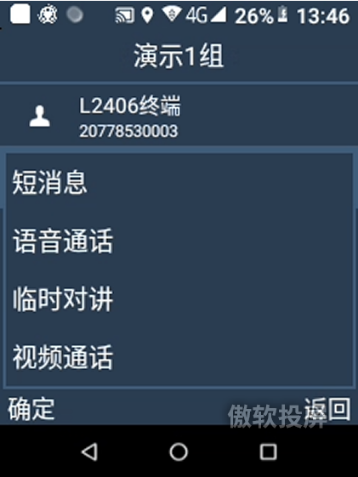 4G 26% 13:46
演示1组
L2406终端
20778530003
短消息
语音通话
临时对讲
视频通话
确定 返回
傲软投屏